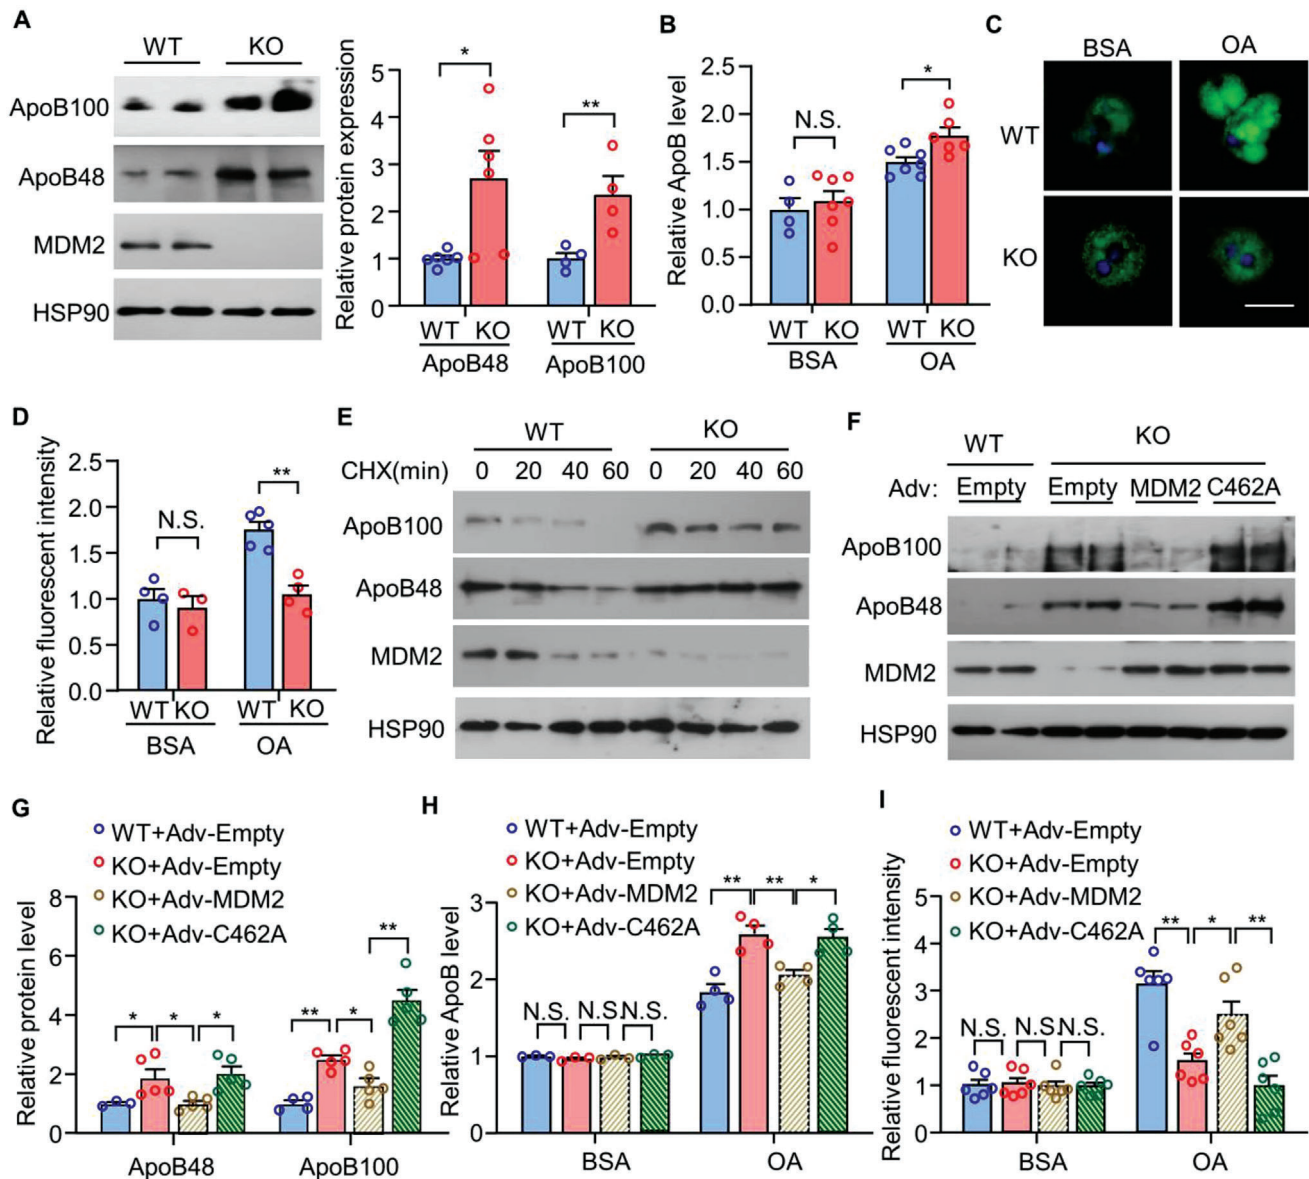 A
WT KO
ApoB100
ApoB48
MDM2
HSP90
Relative protein expression
5
4
3
2
1
0
* **
WT KO WT KO
ApoB48 ApoB100
B
Relative ApoB level
2.5
2.0
1.5
1.0
0.5
0.0
N.S. *
WT KO WT KO
BSA OA
C
BSA OA
WT
KO
D
Relative fluorescent intensity
2.5
2.0
1.5
1.0
0.5
0.0
N.S. **
WT KO WT KO
BSA OA
E
WT KO
CHX(min) 0 20 40 60 0 20 40 60
ApoB100
ApoB48
MDM2
HSP90
F
WT KO
Adv: Empty Empty MDM2 C462A
ApoB100
ApoB48
MDM2
HSP90
G
WT+Adv-Empty
KO+Adv-Empty
KO+Adv-MDM2
KO+Adv-C462A
Relative protein level
8
6
4
2
0
* * * ** * **
ApoB48 ApoB100
H
WT+Adv-Empty
KO+Adv-Empty
KO+Adv-MDM2
KO+Adv-C462A
Relative ApoB level
3
2
1
0
N.S. N.S. N.S. ** ** *
BSA OA
I
WT+Adv-Empty
KO+Adv-Empty
KO+Adv-MDM2
KO+Adv-C462A
Relative fluorescent intensity
5
4
3
2
1
0
N.S. N.S. N.S. ** * **
BSA OA